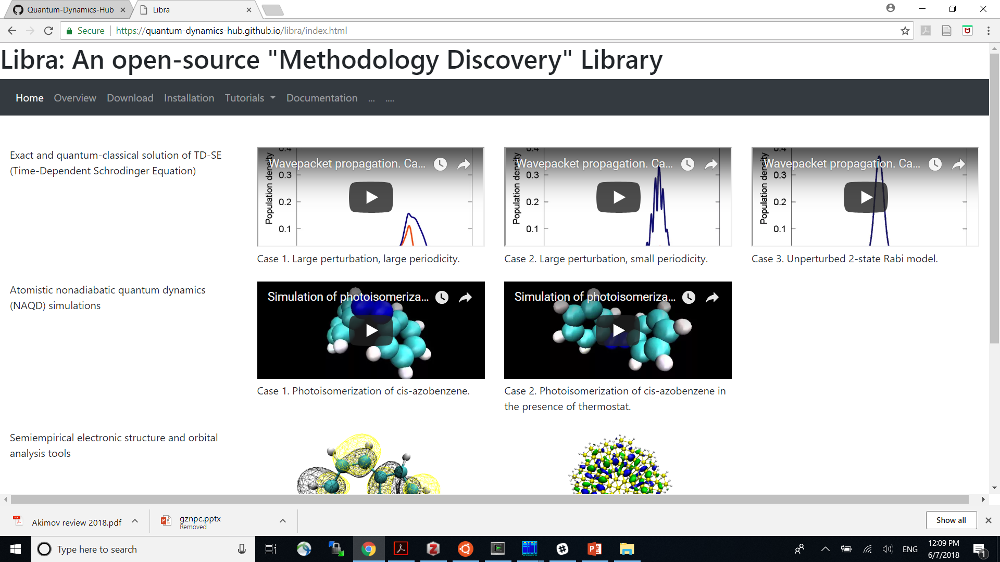 Quantum-Dynamics-Hub
Libra
Secure
https://quantum-dynamics-hub.github.io/libra/index.html
Libra: An open-source "Methodology Discovery" Library
Home Overview Download Installation Tutorials Documentation ... ....
Exact and quantum-classical solution of TD-SE
(Time-Dependent Schrodinger Equation)
Wavepacket propagation. Ca...
Population density
0.4
0.3
0.2
0.1
Case 1. Large perturbation, large periodicity.
Wavepacket propagation. Ca...
Population density
0.4
0.3
0.2
0.1
Case 2. Large perturbation, small periodicity.
Wavepacket propagation. Ca...
Population density
0.3
0.2
0.1
Case 3. Unperturbed 2-state Rabi model.
Atomistic nonadiabatic quantum dynamics
(NAQD) simulations
Simulation of photoisomeriza...
Case 1. Photoisomerization of cis-azobenzene.
Simulation of photoisomeriza...
Case 2. Photoisomerization of cis-azobenzene in
the presence of thermostat.
Semiempirical electronic structure and orbital
analysis tools
Akimov review 2018.pdf
gznpc.pptx
Removed
Show all
Type here to search
ENG
12:09 PM
6/7/2018
1